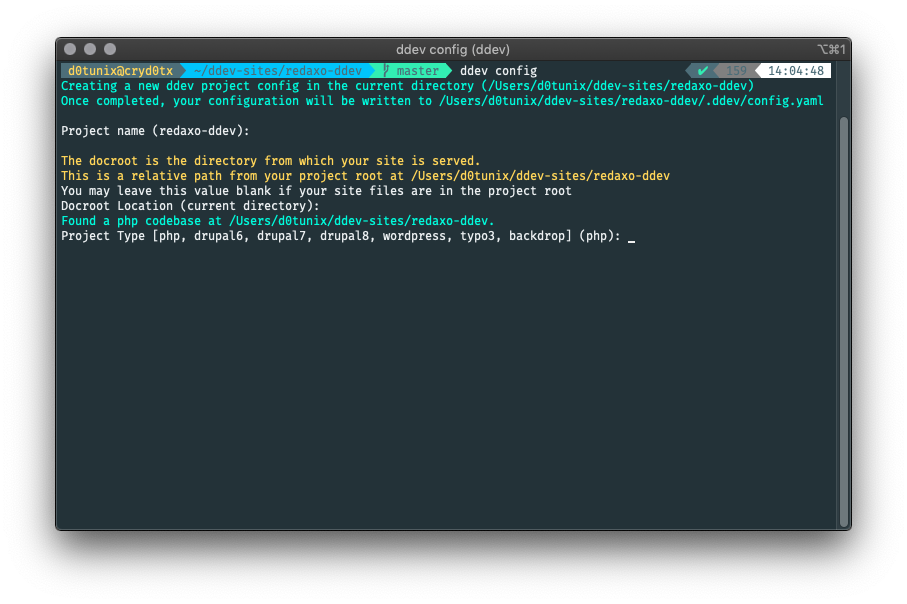 ddev config (ddev)
⌥⌘1
d0tunix@cryd0tx ~/ddev-sites/redaxo-ddev master ddev config ✔ 159 14:04:48
Creating a new ddev project config in the current directory (/Users/d0tunix/ddev-sites/redaxo-ddev)
Once completed, your configuration will be written to /Users/d0tunix/ddev-sites/redaxo-ddev/.ddev/config.yaml
Project name (redaxo-ddev):
The docroot is the directory from which your site is served.
This is a relative path from your project root at /Users/d0tunix/ddev-sites/redaxo-ddev
You may leave this value blank if your site files are in the project root
Docroot Location (current directory):
Found a php codebase at /Users/d0tunix/ddev-sites/redaxo-ddev.
Project Type [php, drupal6, drupal7, drupal8, wordpress, typo3, backdrop] (php): _